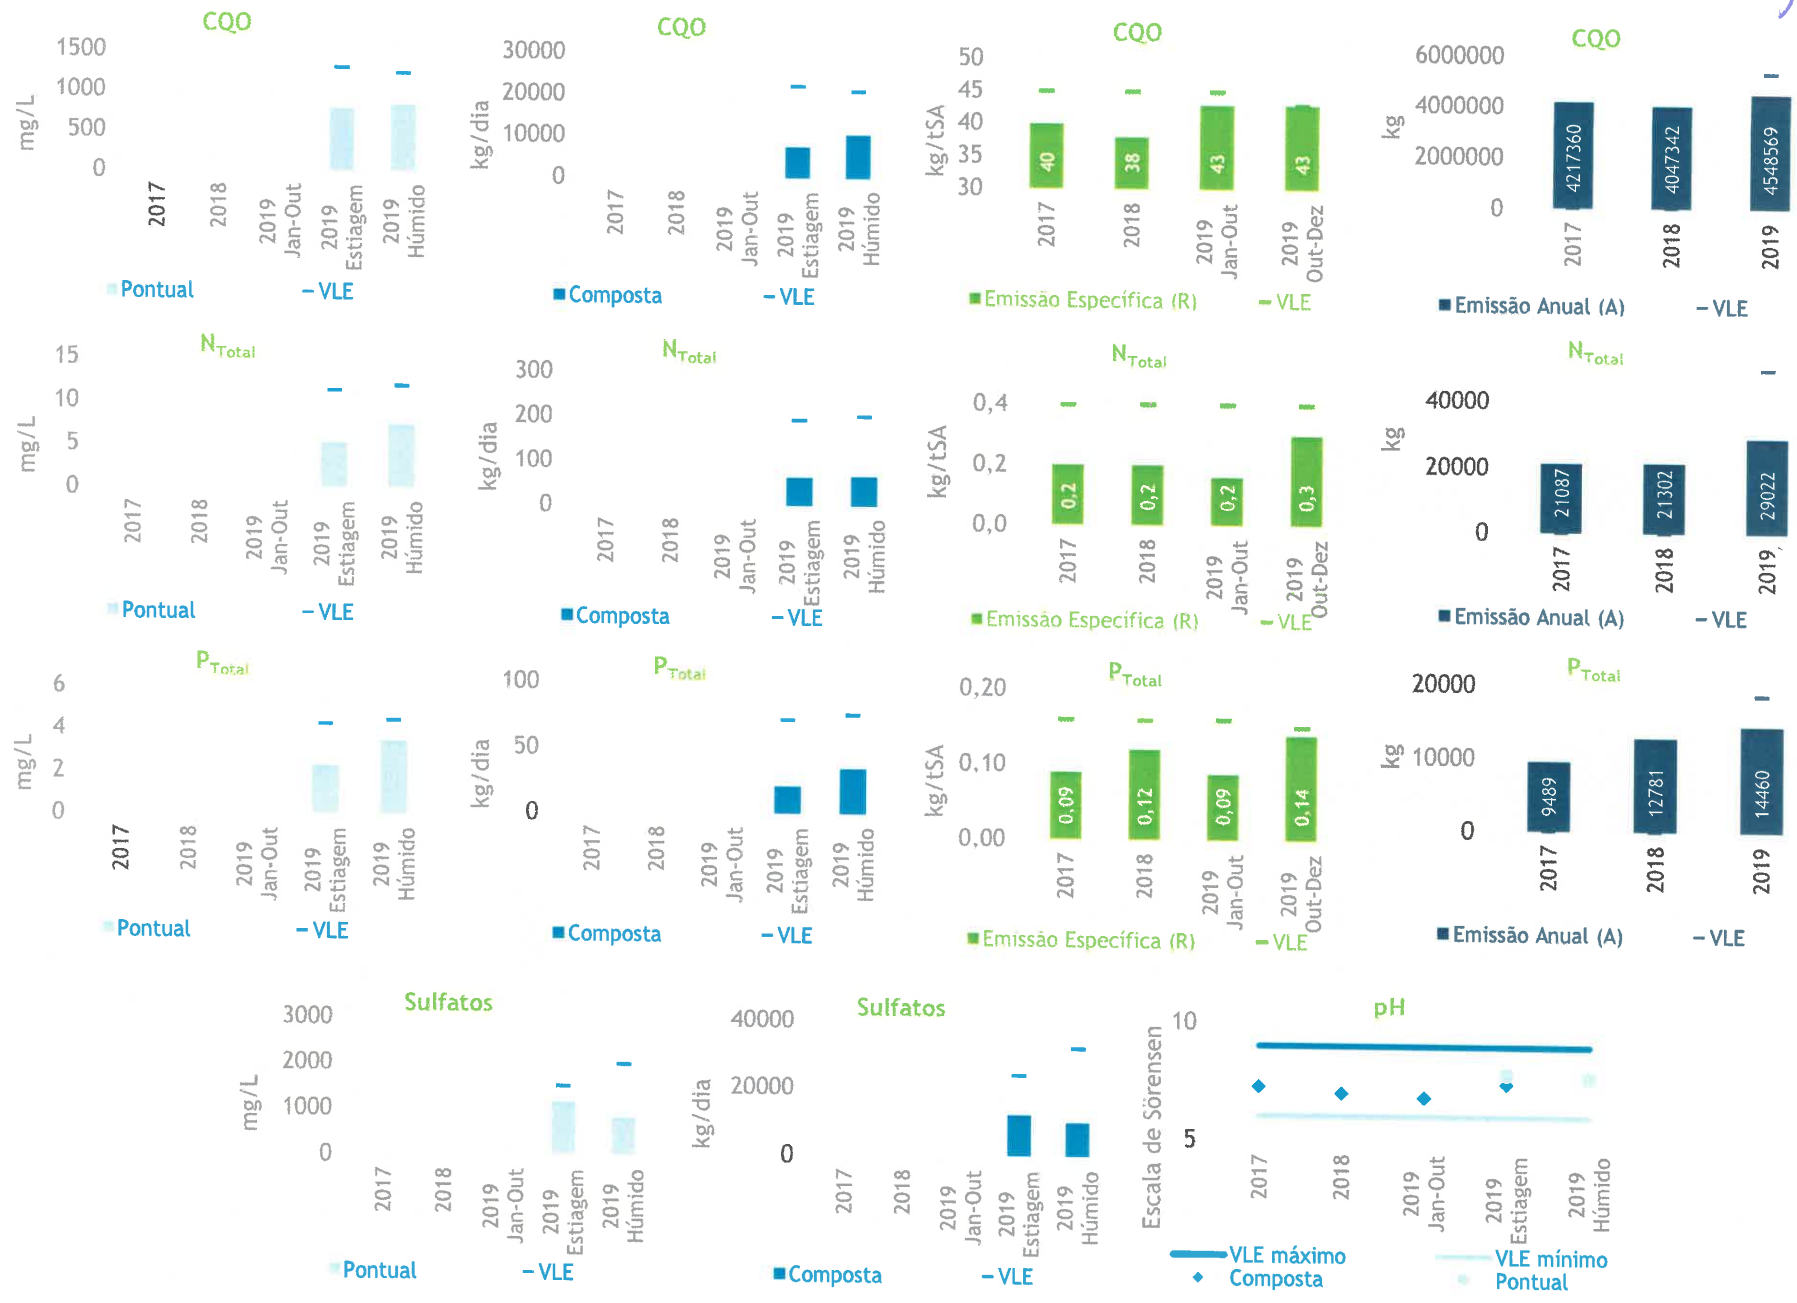 CQO
1500
1000
500
0
mg/L
2017
2018
2019
Jan-Out
2019
Estiagem
2019
Húmido
Pontual
VLE
CQO
30000
20000
10000
0
kg/dia
2017
2018
2019
Jan-Out
2019
Estiagem
2019
Húmido
Composta
VLE
CQO
50
45
40
35
30
kg/tSA
40
38
43
43
2017
2018
2019
Jan-Out
2019
Out-Dez
Emissão Específica (R)
VLE
CQO
6000000
4000000
2000000
0
kg
4217360
4047342
4548569
2017
2018
2019
Emissão Anual (A)
VLE
NTotal
15
10
5
0
mg/L
2017
2018
2019
Jan-Out
2019
Estiagem
2019
Húmido
Pontual
VLE
NTotal
300
200
100
0
kg/dia
2017
2018
2019
Jan-Out
2019
Estiagem
2019
Húmido
Composta
VLE
NTotal
0,4
0,2
0,0
kg/tSA
0,2
0,2
0,2
0,3
2017
2018
2019
Jan-Out
2019
Out-Dez
Emissão Específica (R)
VLE
NTotal
40000
20000
0
kg
21087
21302
29022
2017
2018
2019
Emissão Anual (A)
VLE
PTotal
6
4
2
0
mg/L
2017
2018
2019
Jan-Out
2019
Estiagem
2019
Húmido
Pontual
VLE
PTotal
100
50
0
kg/dia
2017
2018
2019
Jan-Out
2019
Estiagem
2019
Húmido
Composta
VLE
PTotal
0,20
0,10
0,00
kg/tSA
0,09
0,12
0,09
0,14
2017
2018
2019
Jan-Out
2019
Out-Dez
Emissão Específica (R)
VLE
PTotal
20000
10000
0
kg
9489
12781
14460
2017
2018
2019
Emissão Anual (A)
VLE
Sulfatos
3000
2000
1000
0
mg/L
2017
2018
2019
Jan-Out
2019
Estiagem
2019
Húmido
Pontual
VLE
Sulfatos
40000
20000
0
kg/dia
2017
2018
2019
Jan-Out
2019
Estiagem
2019
Húmido
Composta
VLE
pH
10
5
Escala de Sörensen
2017
2018
2019
Jan-Out
2019
Estiagem
2019
Húmido
VLE máximo
VLE mínimo
Composta
Pontual